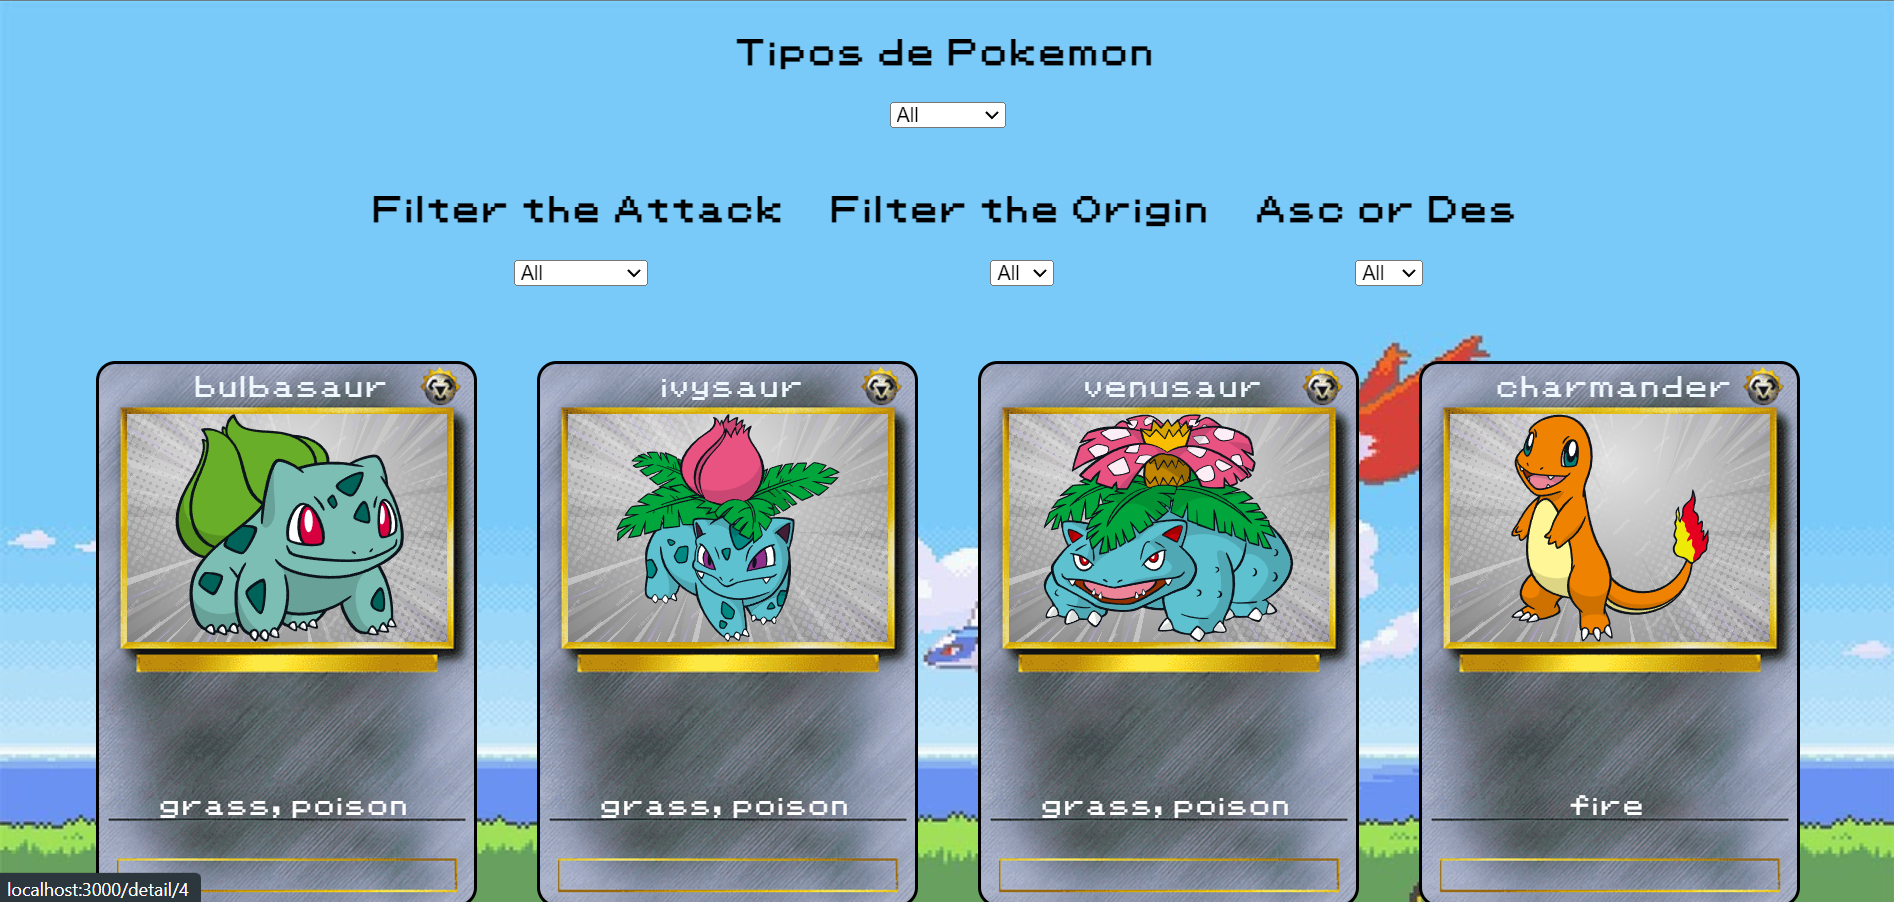 Tipos de Pokemon
All
Filter the Attack Filter the Origin Asc or Des
All All All
bulbasaur ivysaur venusaur charmander
grass, poison grass, poison grass, poison fire
localhost:3000/detail/4